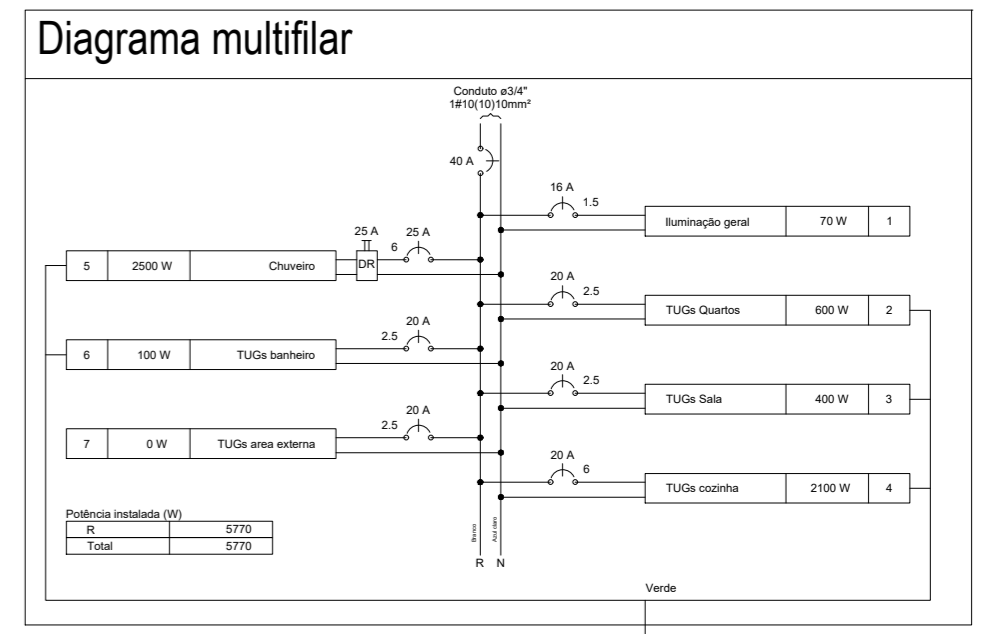 Diagrama multifilar
Conduto ø3/4"
1#10(10)10mm²
40 A
16 A
1.5
Iluminação geral 70 W 1
25 A 25 A
6
DR
5 2500 W Chuveiro
20 A
2.5
TUGs Quartos 600 W 2
20 A
2.5
6 100 W TUGs banheiro
20 A
2.5
TUGs Sala 400 W 3
20 A
2.5
7 0 W TUGs area externa
20 A
6
TUGs cozinha 2100 W 4
Potência instalada (W)
R 5770
Total 5770
Branco
Azul claro
R N
Verde